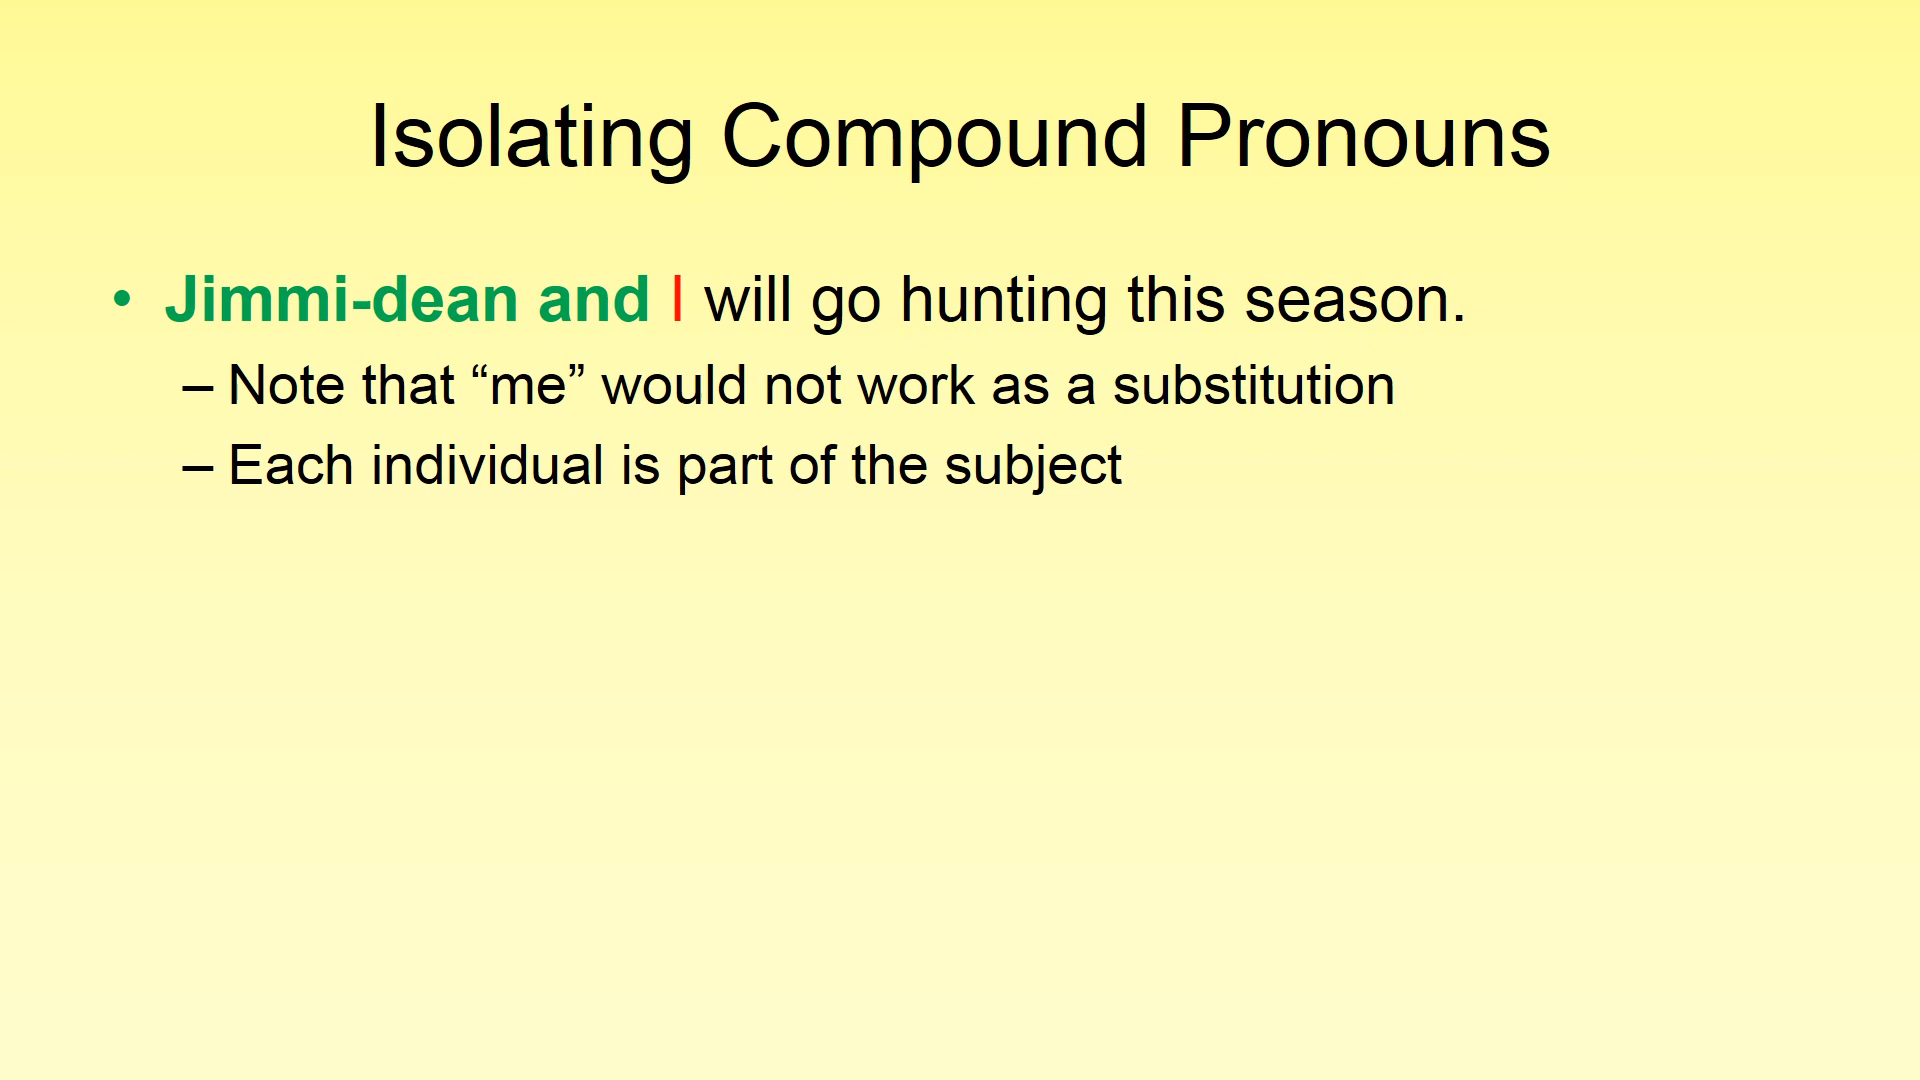 Isolating Compound Pronouns
• Jimmi-dean and I will go hunting this season.
– Note that “me” would not work as a substitution
– Each individual is part of the subject